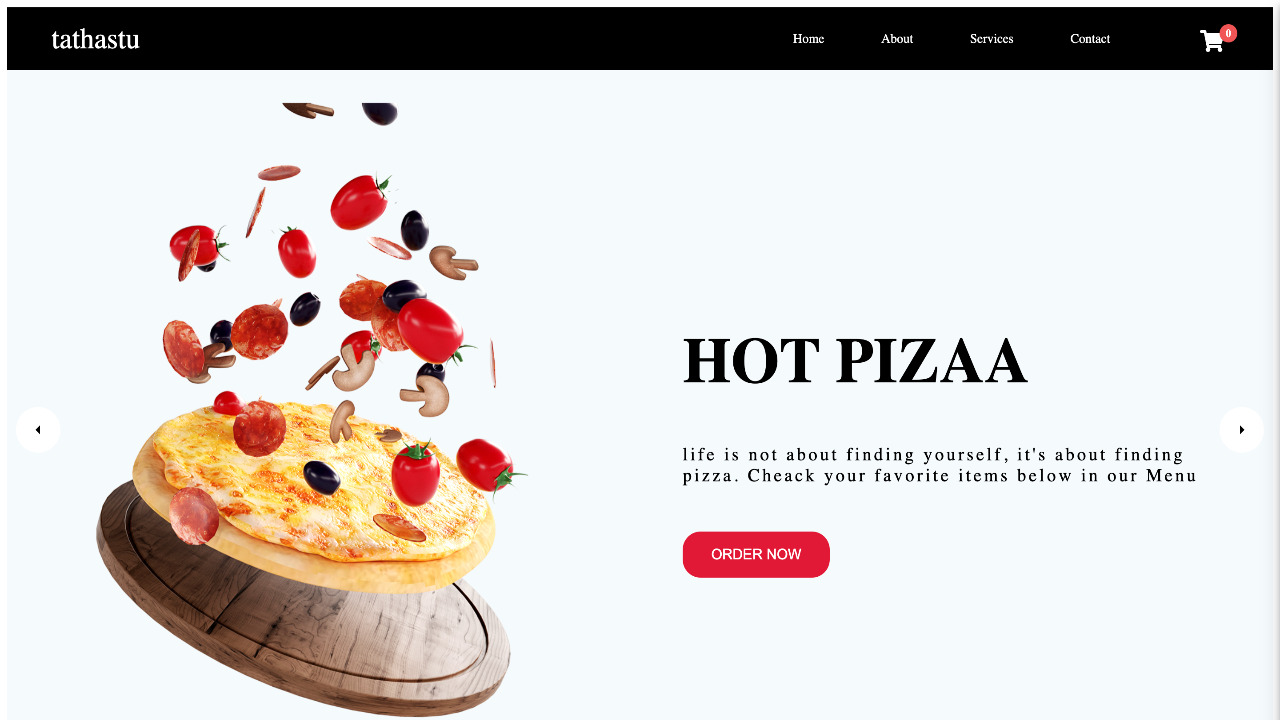 tathastu
Home About Services Contact
0
HOT PIZAA
life is not about finding yourself, it's about finding
pizza. Cheack your favorite items below in our Menu
ORDER NOW